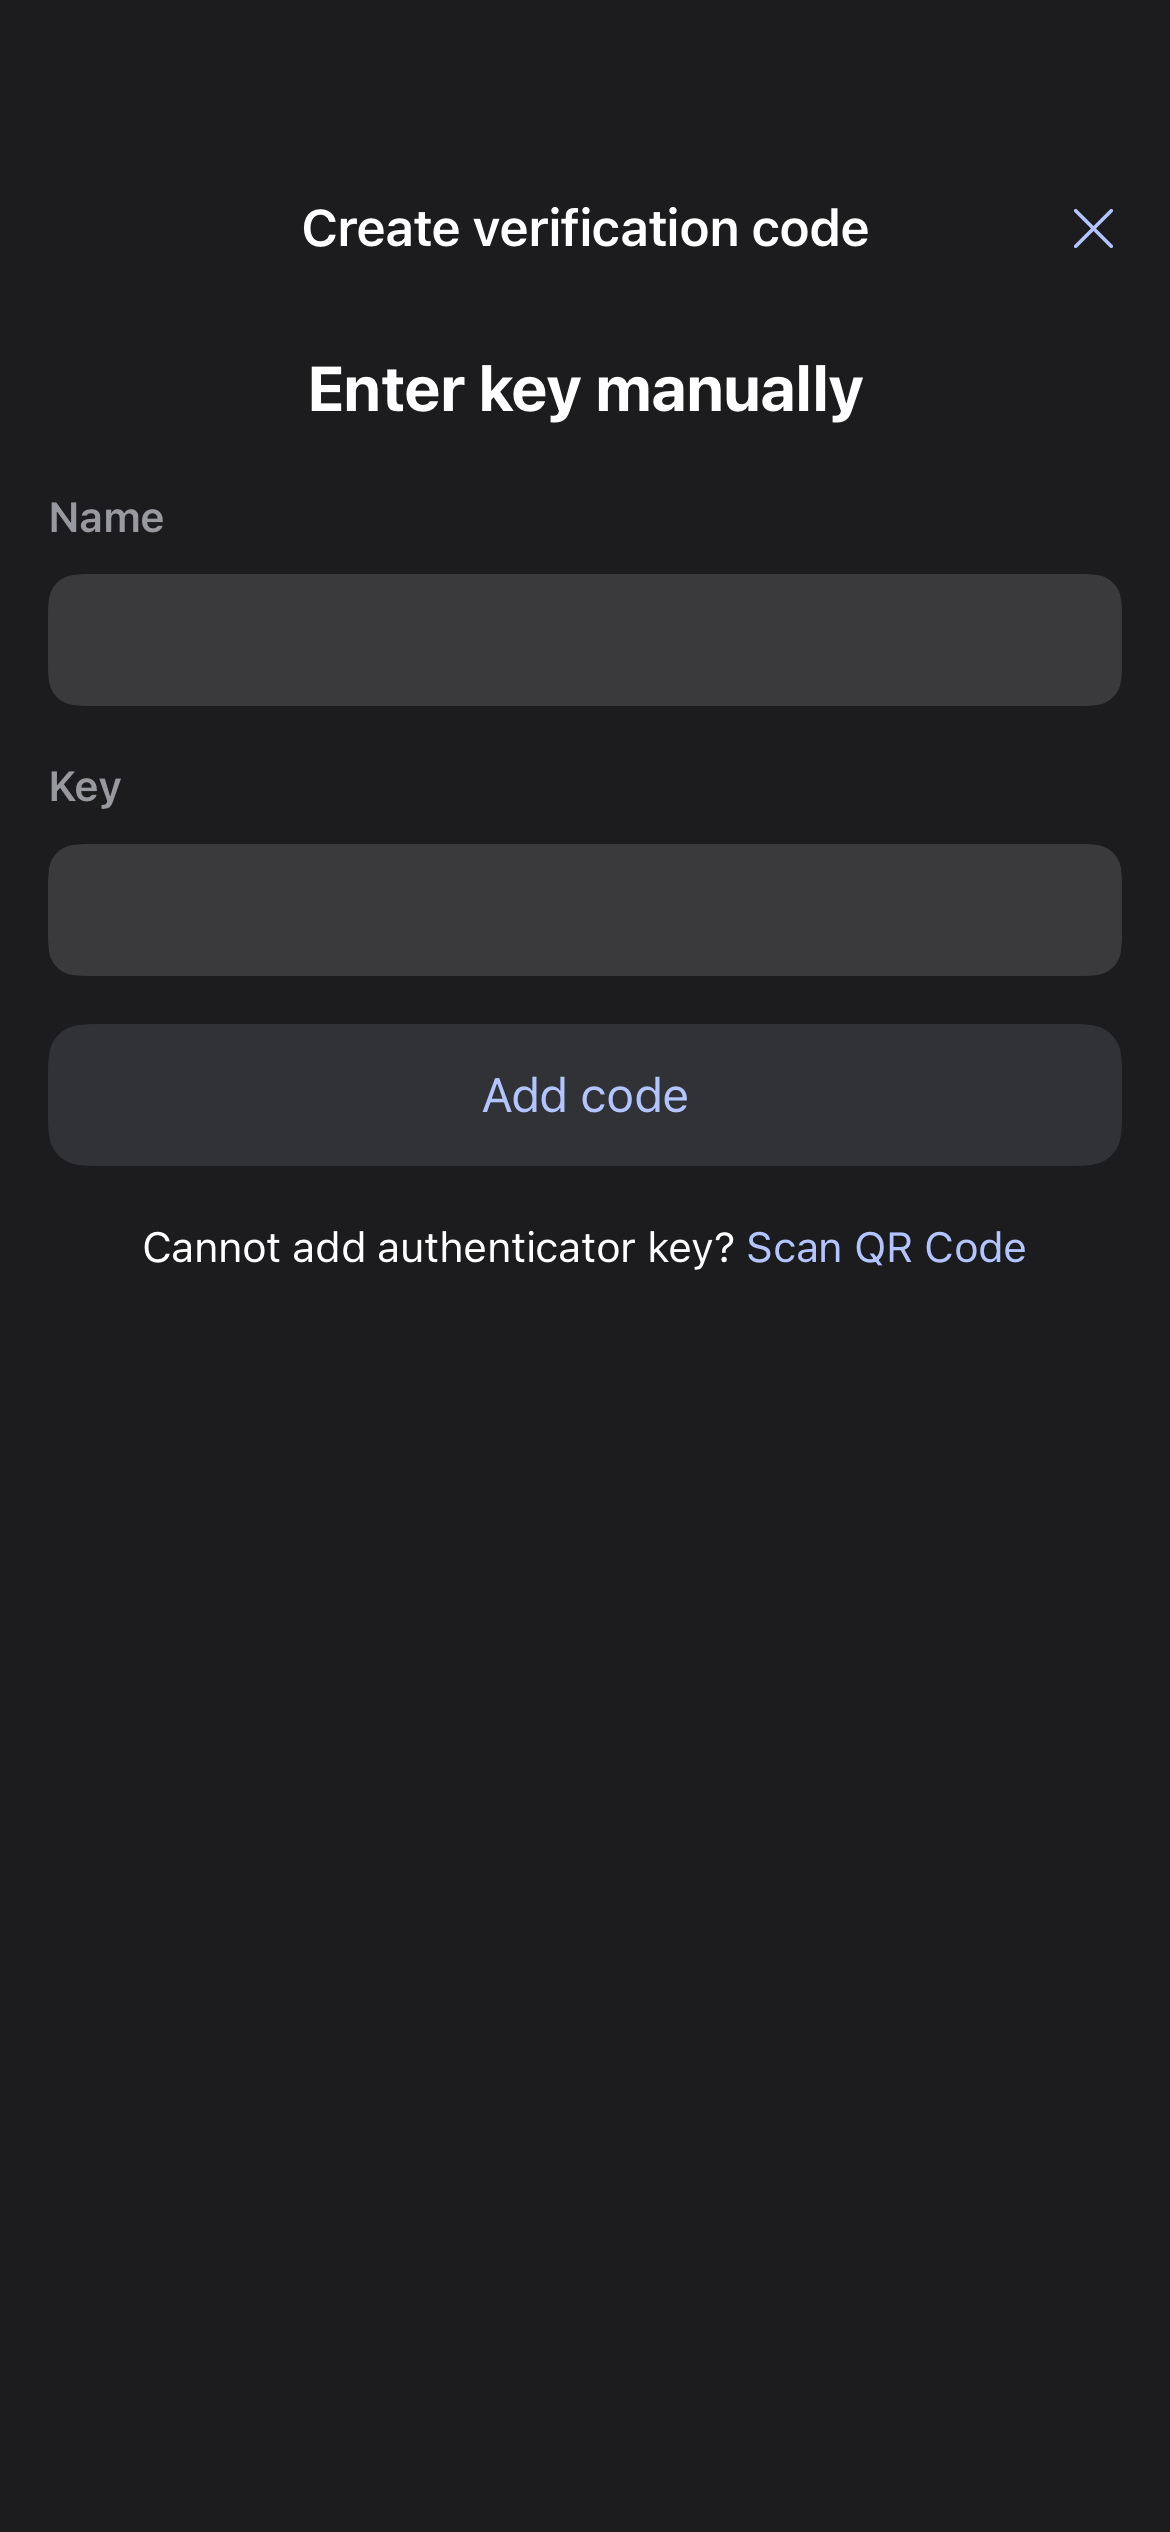 Create verification code
Enter key manually
Name
Key
Add code
Cannot add authenticator key? Scan QR Code